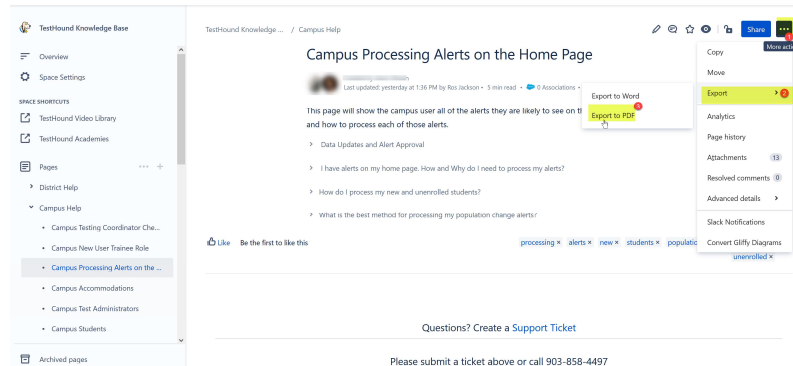 TestHound Knowledge Base
Overview
Space Settings
SPACE SHORTCUTS
TestHound Video Library
TestHound Academies
Pages
District Help
Campus Help
Campus Testing Coordinator Che...
Campus New User Trainee Role
Campus Processing Alerts on the ...
Campus Accommodations
Campus Test Administrators
Campus Students
Archived pages
TestHound Knowledge ... / Campus Help
Share
1
More acti
Campus Processing Alerts on the Home Page
Last updated: yesterday at 1:36 PM by Ros Jackson • 5 min read • 0 Associations •
This page will show the campus user all of the alerts they are likely to see on th
and how to process each of those alerts.
Data Updates and Alert Approval
I have alerts on my home page. How and Why do I need to process my alerts?
How do I process my new and unenrolled students?
What is the best method for processing my population change alerts?
Like Be the first to like this
processing × alerts × new × students × populatio
unenrolled ×
Copy
Move
Export > 2
Analytics
Page history
Attachments 13
Resolved comments 0
Advanced details >
Slack Notifications
Convert Gliffy Diagrams
Export to Word
3
Export to PDF
Questions? Create a Support Ticket
Please submit a ticket above or call 903-858-4497